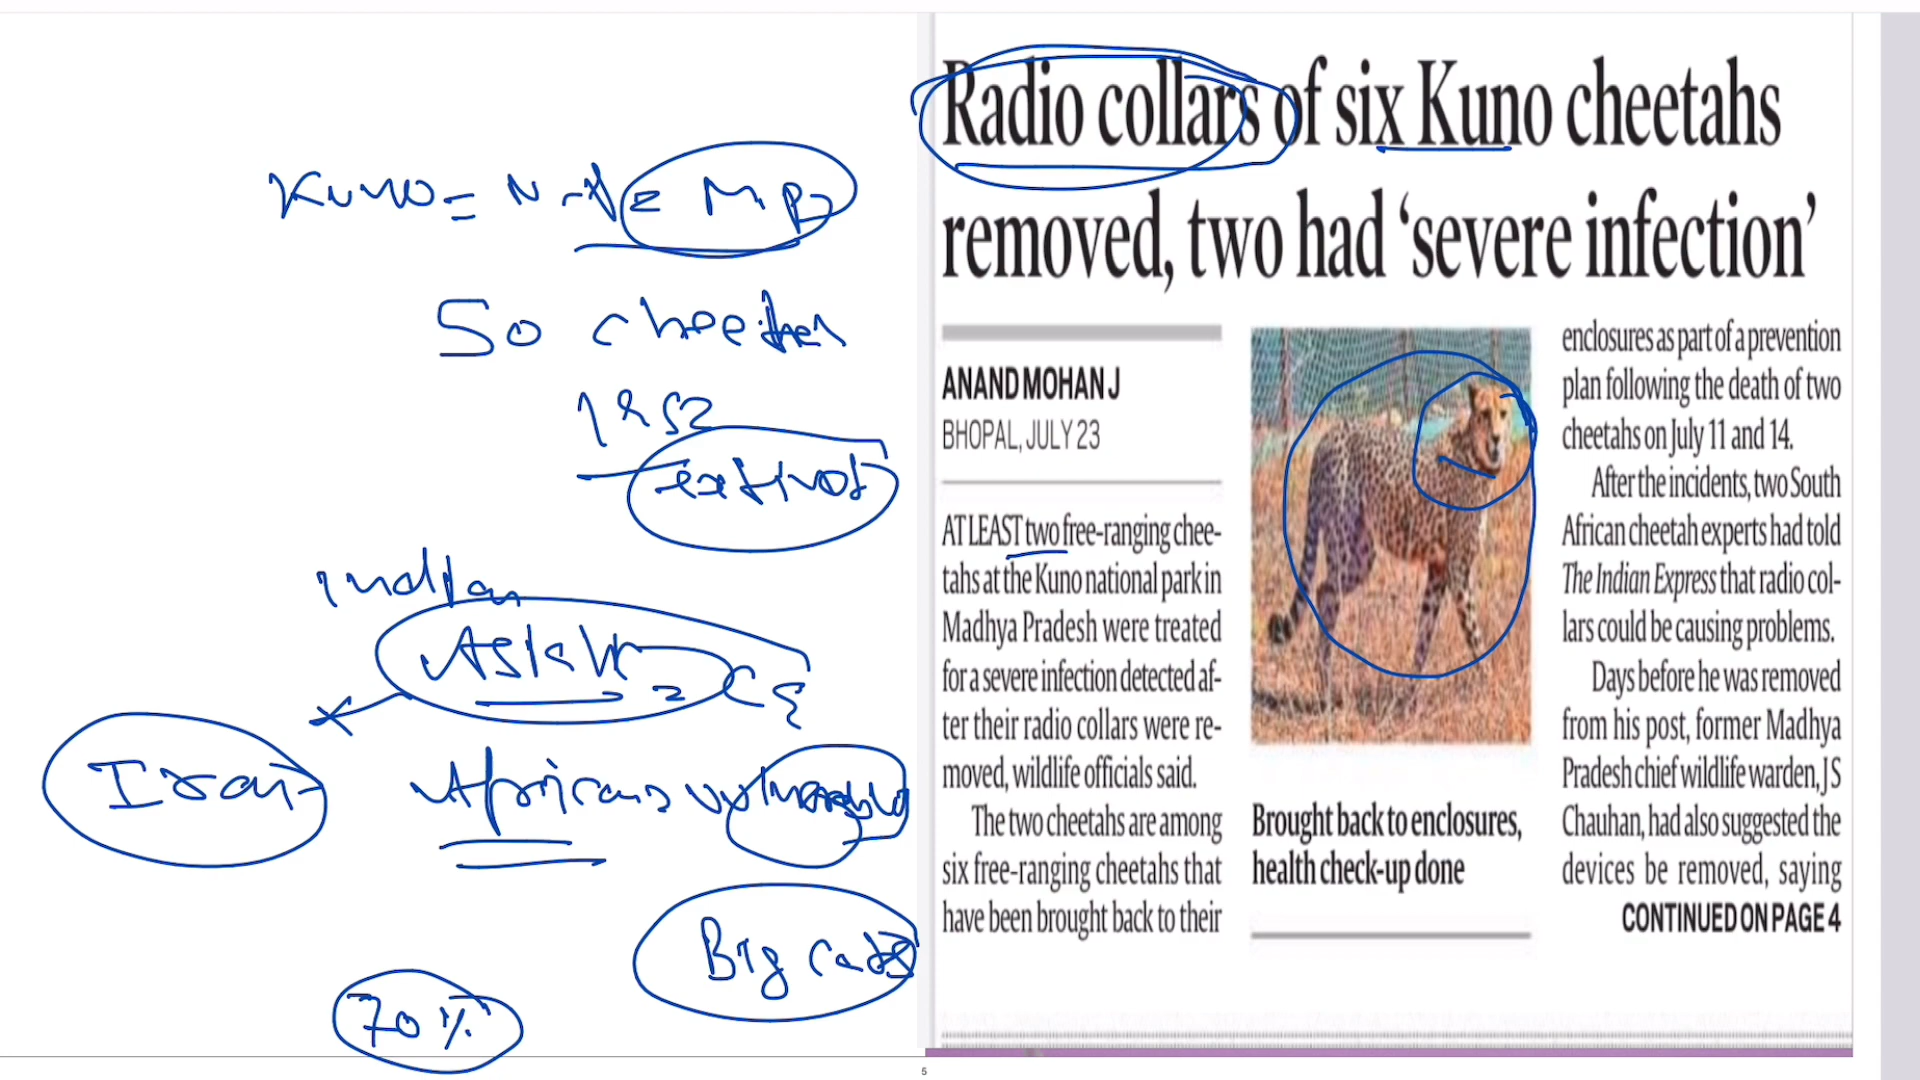 Kuno = N
= MP
50 cheetah
1952
extinct
Indian
Asian = CE
Iran
African = vulnerable
Big cats
70%
Radio collars of six Kuno cheetahs
removed, two had ‘severe infection’
ANAND MOHAN J
BHOPAL, JULY 23
AT LEAST two free-ranging chee-
tahs at the Kuno national park in
Madhya Pradesh were treated
for a severe infection detected af-
ter their radio collars were re-
moved, wildlife officials said.
The two cheetahs are among
six free-ranging cheetahs that
have been brought back to their
Brought back to enclosures,
health check-up done
enclosures as part of a prevention
plan following the death of two
cheetahs on July 11 and 14.
After the incidents, two South
African cheetah experts had told
The Indian Express that radio col-
lars could be causing problems.
Days before he was removed
from his post, former Madhya
Pradesh chief wildlife warden, J S
Chauhan, had also suggested the
devices be removed, saying
CONTINUED ON PAGE 4
5